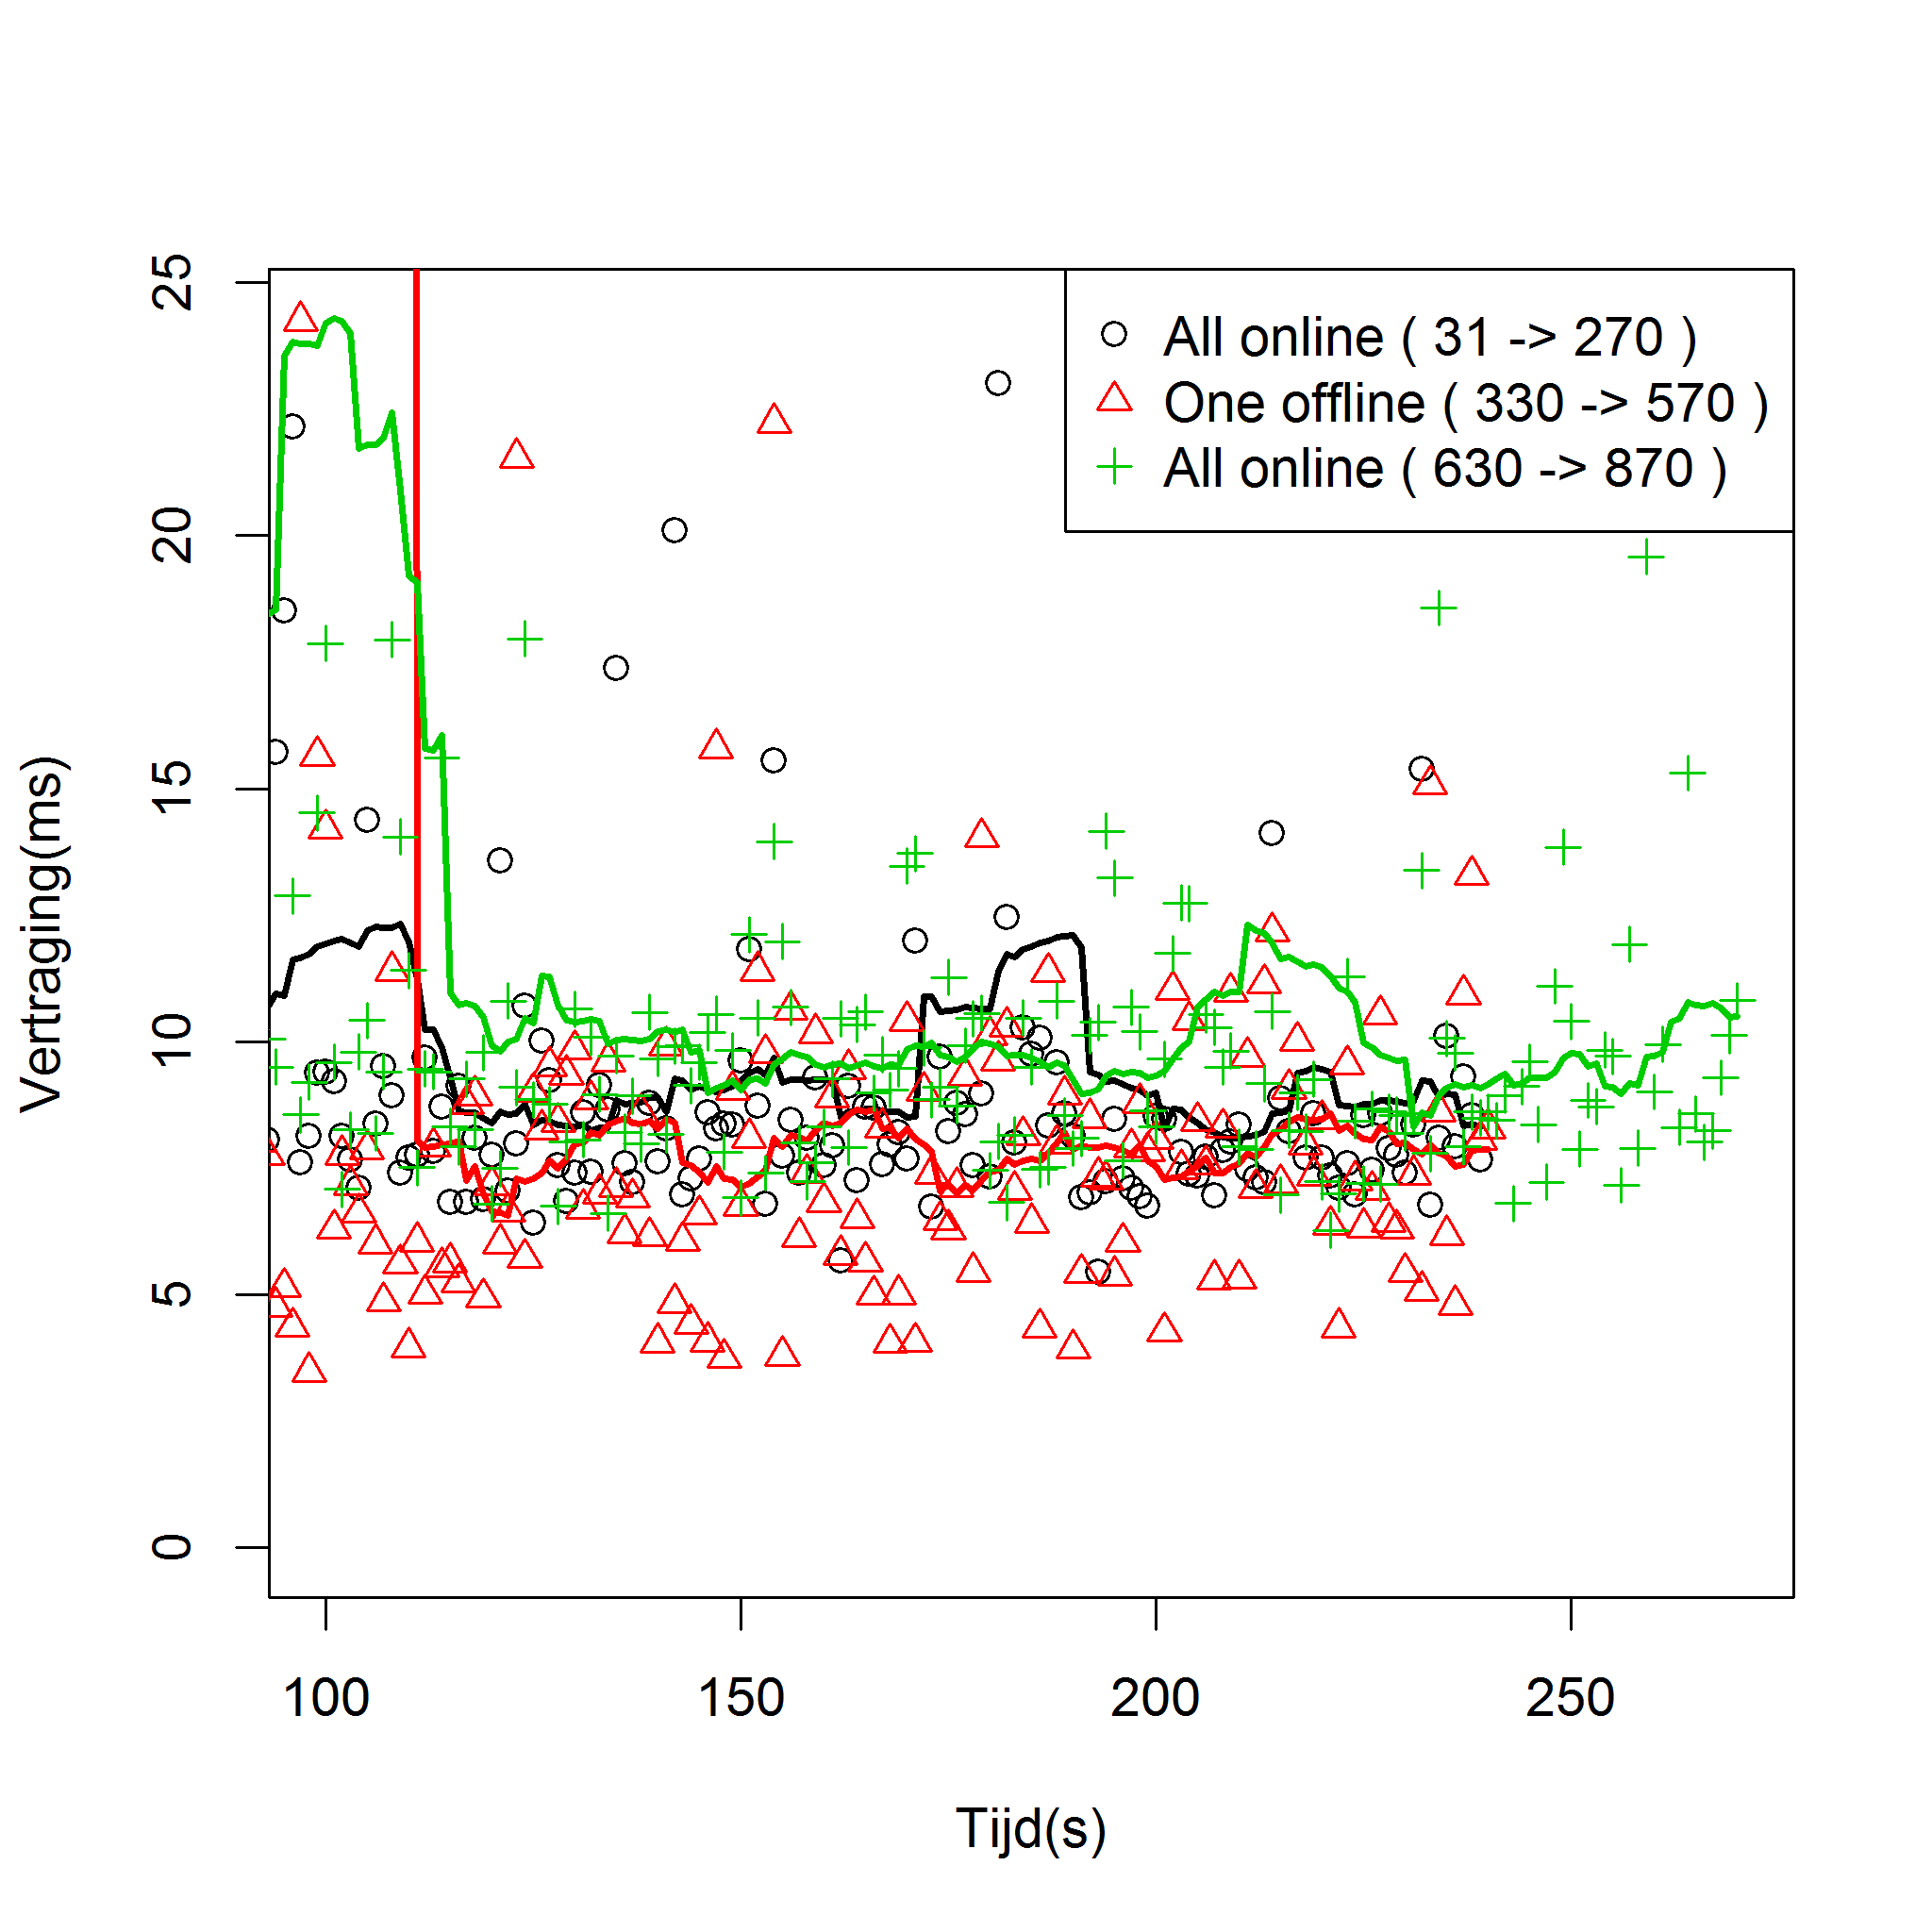 All online ( 31 -> 270 )
One offline ( 330 -> 570 )
All online ( 630 -> 870 )
Vertraging(ms)
25
20
15
10
5
0
100 150 200 250
Tijd(s)